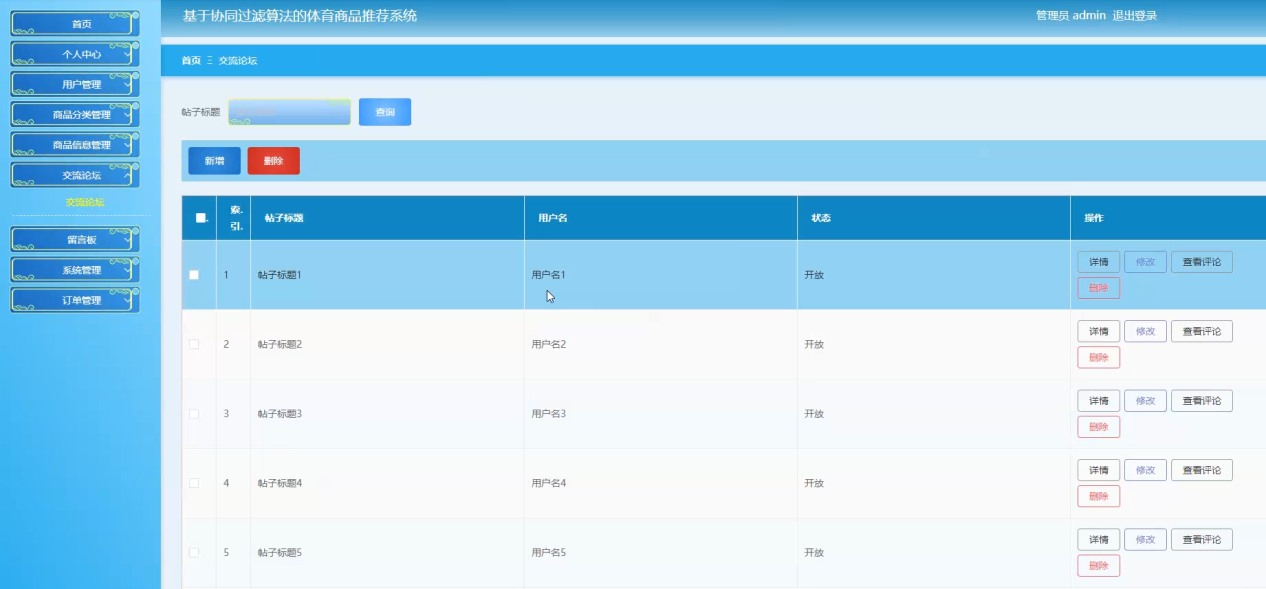 基于协同过滤算法的体育商品推荐系统
管理员 admin 退出登录
首页
个人中心
用户管理
商品分类管理
商品信息管理
交流论坛
交流论坛
留言板
系统管理
订单管理
首页 Ξ 交流论坛
帖子标题
查询
新增 删除
索引. 帖子标题 用户名 状态 操作
1 帖子标题1 用户名1 开放 详情 修改 查看评论
删除
2 帖子标题2 用户名2 开放 详情 修改 查看评论
删除
3 帖子标题3 用户名3 开放 详情 修改 查看评论
删除
4 帖子标题4 用户名4 开放 详情 修改 查看评论
删除
5 帖子标题5 用户名5 开放 详情 修改 查看评论
删除